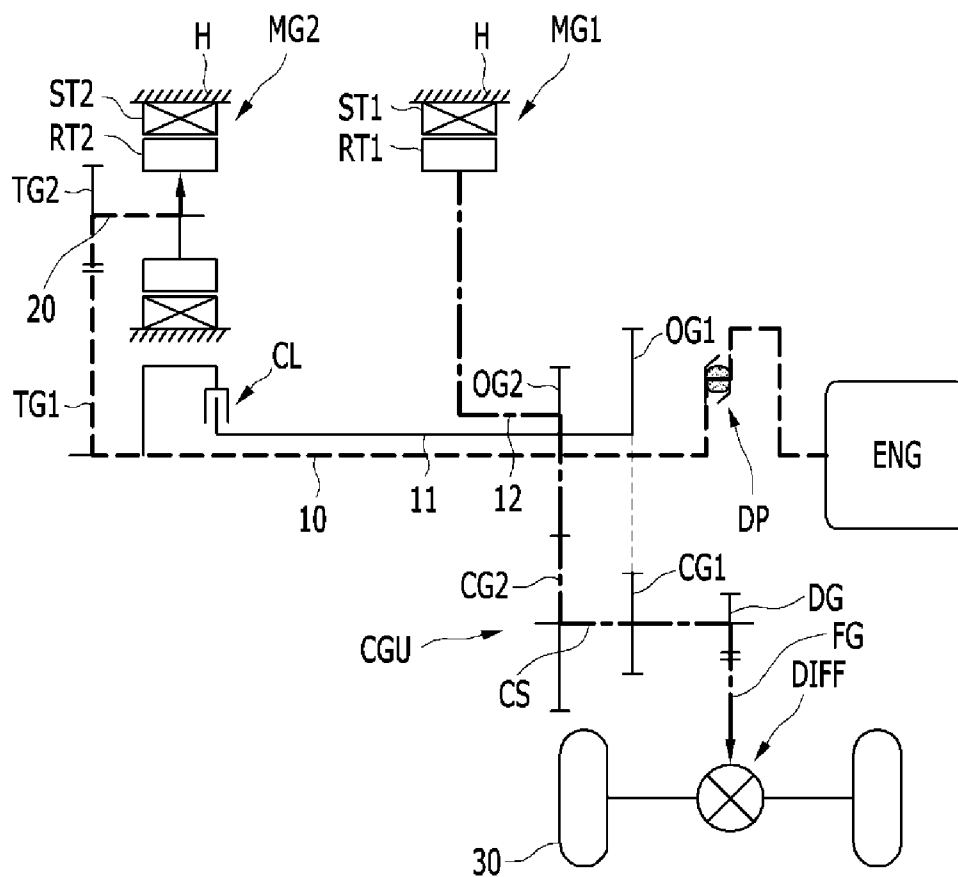 H
MG2
H
MG1
ST2
ST1
RT2
RT1
TG2
20
CL
OG1
OG2
TG1
ENG
10
11
12
DP
CG2
CG1
DG
FG
CGU
CS
DIFF
30